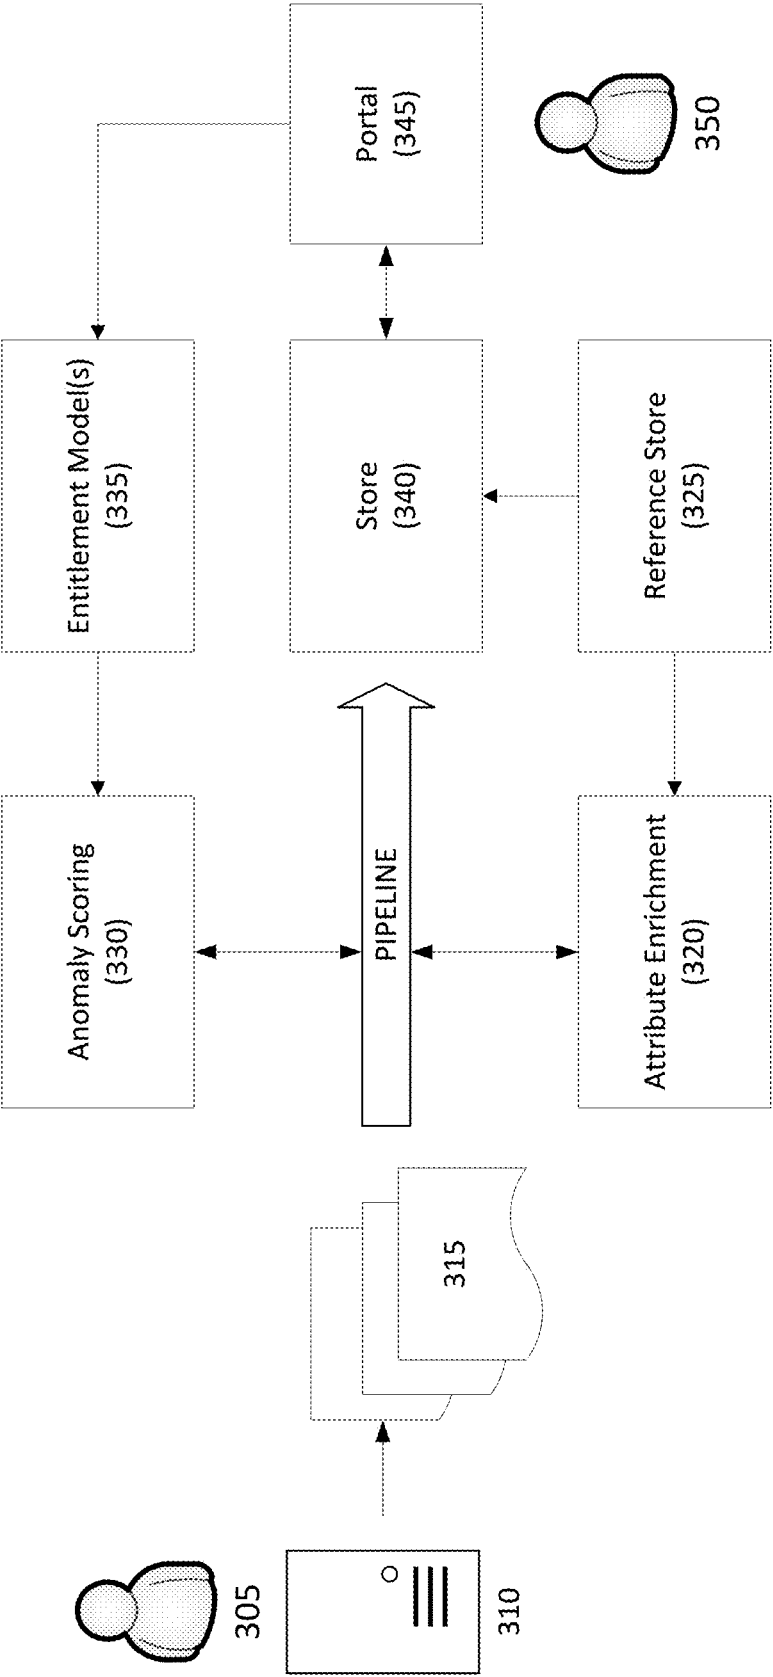 305
310
315
Anomaly Scoring
(330)
PIPELINE
Attribute Enrichment
(320)
Entitlement Model(s)
(335)
Store
(340)
Reference Store
(325)
Portal
(345)
350